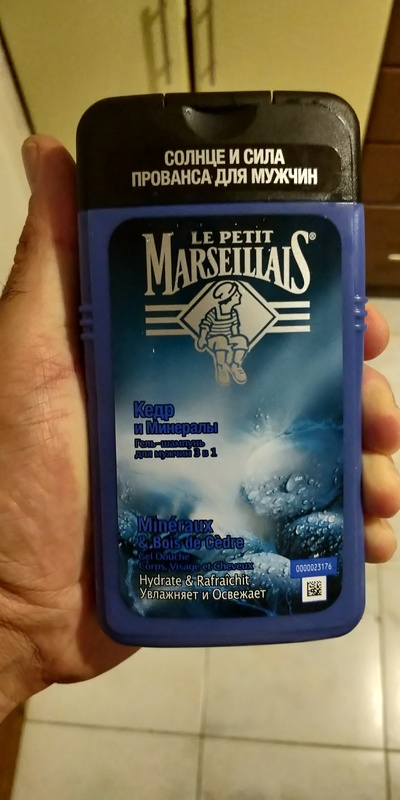 СОЛНЦЕ И СИЛА
ПРОВАНСА ДЛЯ МУЖЧИН
LE PETIT
MARSEILLAIS®
Кедр
и Минералы
Гель-шампунь
для мужчин 3 в 1
Minéraux
& Bois de Cèdre
Gel Douche
Corps, Visage et Cheveux
Hydrate & Rafraîchit
Увлажняет и Освежает
0000023176